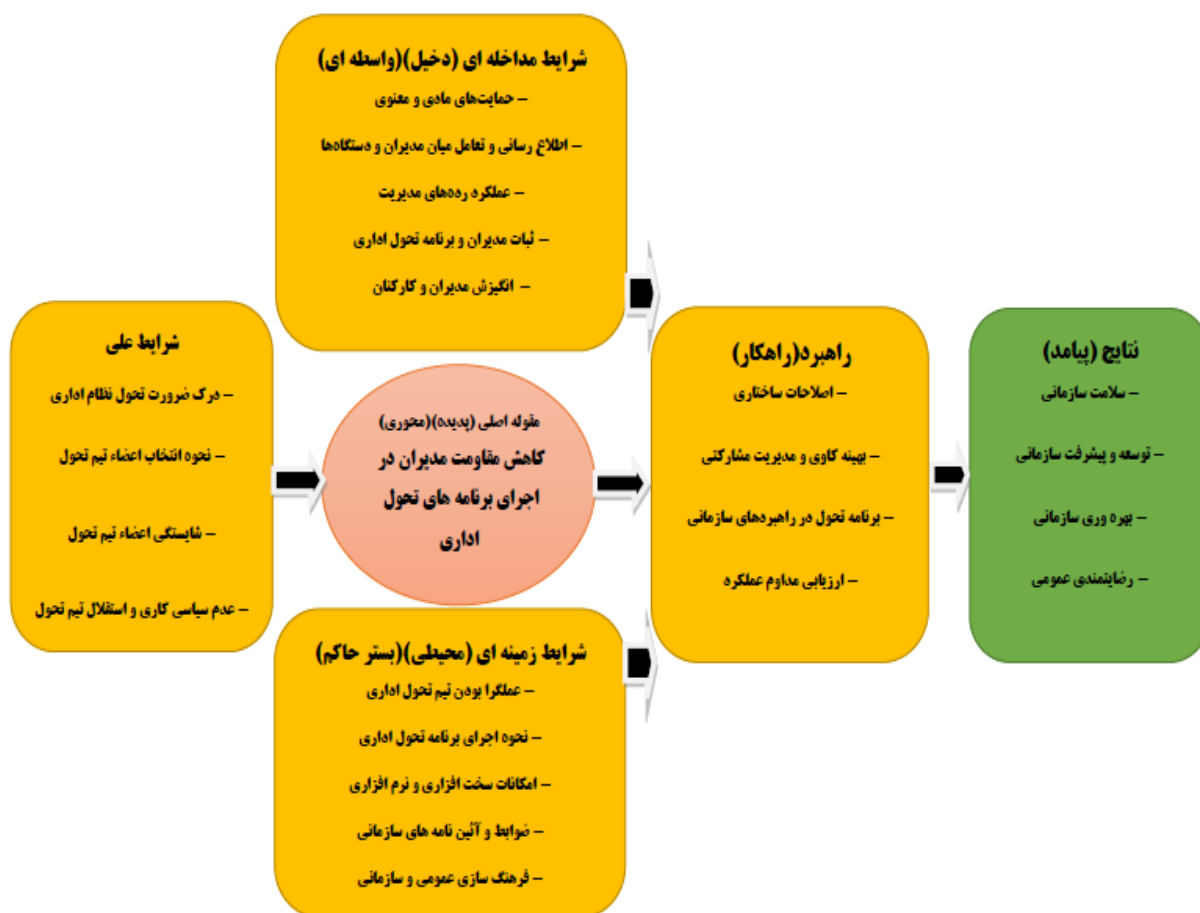 شرایط مداخله ای (دخیل)(واسطه ای)
– حمایت‌های مادی و معنوی
– اطلاع رسانی و تعامل میان مدیران و دستگاه‌ها
– عملکرد رده‌های مدیریت
– ثبات مدیران و برنامه تحول اداری
– انگیزش مدیران و کارکنان
شرایط علی
– درک ضرورت تحول نظام اداری
– نحوه انتخاب اعضاء تیم تحول
– شایستگی اعضاء تیم تحول
– عدم سیاسی کاری و استقلال تیم تحول
مقوله اصلی (پدیده)(محوری)
کاهش مقاومت مدیران در
اجرای برنامه های تحول
اداری
راهبرد(راهکار)
– اصلاحات ساختاری
– بهینه کاوی و مدیریت مشارکتی
– برنامه تحول در راهبردهای سازمانی
– ارزیابی مداوم عملکرد
نتایج (پیامد)
– سلامت سازمانی
– توسعه و پیشرفت سازمانی
– بهره وری سازمانی
– رضایتمندی عمومی
شرایط زمینه ای (محیطی)(بستر حاکم)
– عملگرا بودن تیم تحول اداری
– نحوه اجرای برنامه تحول اداری
– امکانات سخت افزاری و نرم افزاری
– ضوابط و آئین نامه های سازمانی
– فرهنگ سازی عمومی و سازمانی